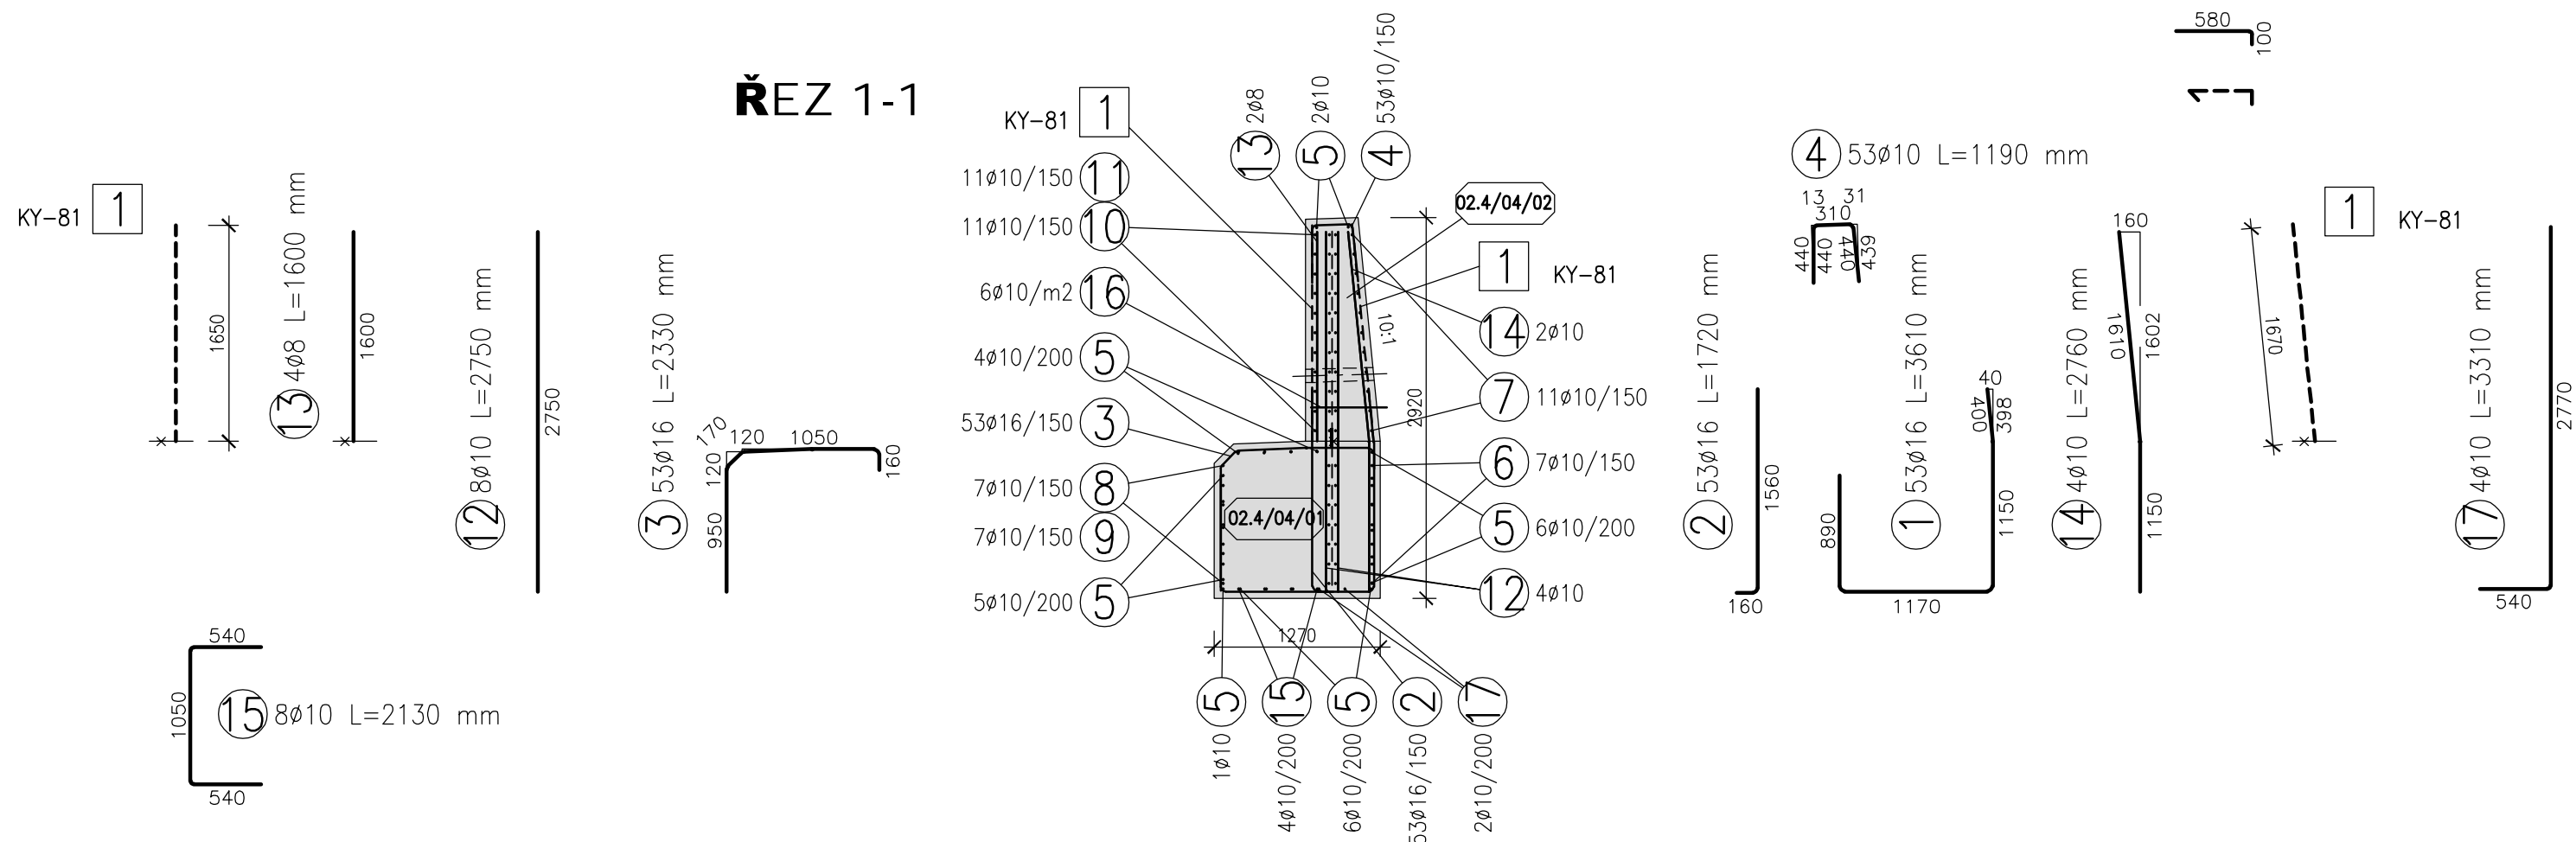 ŘEZ 1-1
KY-81 1
1650
13 4ø8 L=1600 mm
1600
12 8ø10 L=2750 mm
2750
3 53ø16 L=2330 mm
170
120
1050
120
160
950
540
1050
15 8ø10 L=2130 mm
540
KY-81 1
11ø10/150 11
11ø10/150 10
6ø10/m2 16
4ø10/200 5
53ø16/150 3
7ø10/150 8
7ø10/150 9
5ø10/200 5
13 2ø8
5 2ø10
4 53ø10/150
02.4/04/02
1 KY-81
10:1
14 2ø10
2920
7 11ø10/150
6 7ø10/150
5 6ø10/200
12 4ø10
02.4/04/01
1270
5 1ø10
15 4ø10/200
5 6ø10/200
2 53ø16/150
17 2ø10/200
2 53ø16 L=1720 mm
1560
160
580
100
1
4 53ø10 L=1190 mm
13 31
310
440
440
440
439
1 53ø16 L=3610 mm
40
400
398
890
1150
1170
14 4ø10 L=2760 mm
160
1610
1602
1150
1 KY-81
1670
17 4ø10 L=3310 mm
2770
540